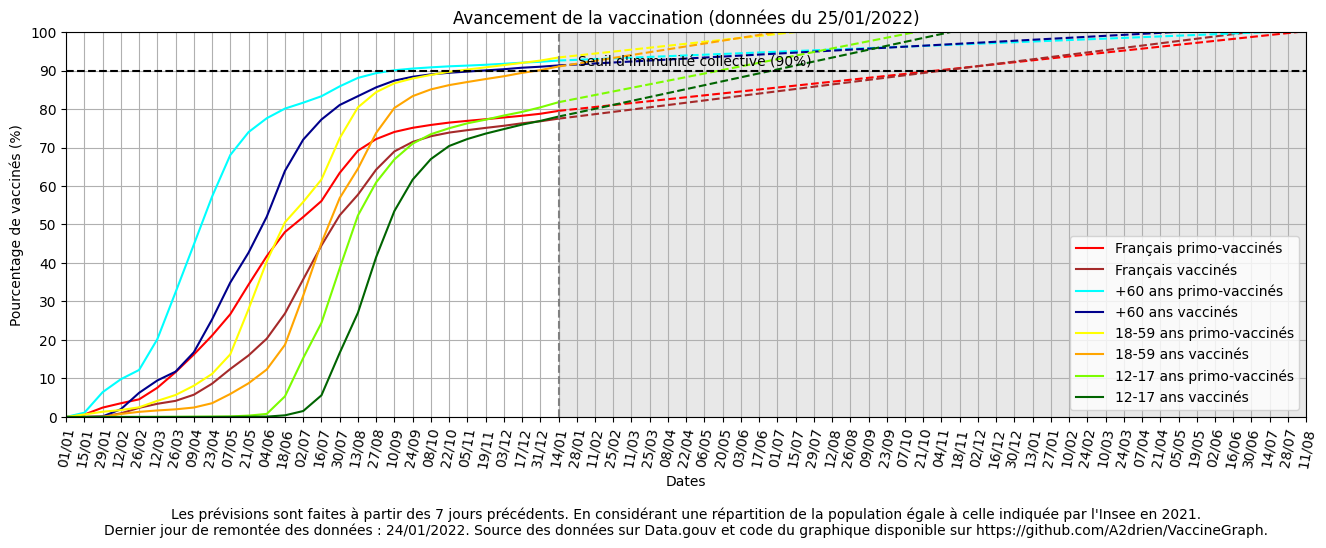 Avancement de la vaccination (données du 25/01/2022)
Pourcentage de vaccinés (%)
100
90
80
70
60
50
40
30
20
10
0
Seuil d'immunité collective (90%)
Français primo-vaccinés
Français vaccinés
+60 ans primo-vaccinés
+60 ans vaccinés
18-59 ans primo-vaccinés
18-59 ans vaccinés
12-17 ans primo-vaccinés
12-17 ans vaccinés
01/01 15/01 29/01 12/02 26/02 12/03 26/03 09/04 23/04 07/05 21/05 04/06 18/06 02/07 16/07 30/07 13/08 27/08 10/09 24/09 08/10 22/10 05/11 19/11 03/12 17/12 31/12 14/01 28/01 11/02 25/02 11/03 25/03 08/04 22/04 06/05 20/05 03/06 17/06 01/07 15/07 29/07 12/08 26/08 09/09 23/09 07/10 21/10 04/11 18/11 02/12 16/12 30/12 13/01 27/01 10/02 24/02 10/03 24/03 07/04 21/04 05/05 19/05 02/06 16/06 30/06 14/07 28/07 11/08
Dates
Les prévisions sont faites à partir des 7 jours précédents. En considérant une répartition de la population égale à celle indiquée par l'Insee en 2021.
Dernier jour de remontée des données : 24/01/2022. Source des données sur Data.gouv et code du graphique disponible sur https://github.com/A2drien/VaccineGraph.